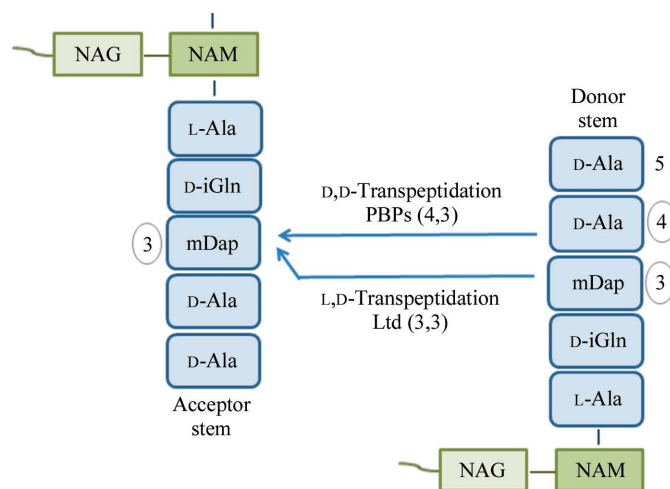 NAG
NAM
L-Ala
D-iGln
3
mDap
D-Ala
D-Ala
Acceptor
stem
D,D-Transpeptidation
PBPs (4,3)
L,D-Transpeptidation
Ltd (3,3)
Donor
stem
D-Ala
5
D-Ala
4
mDap
3
D-iGln
L-Ala
NAG
NAM